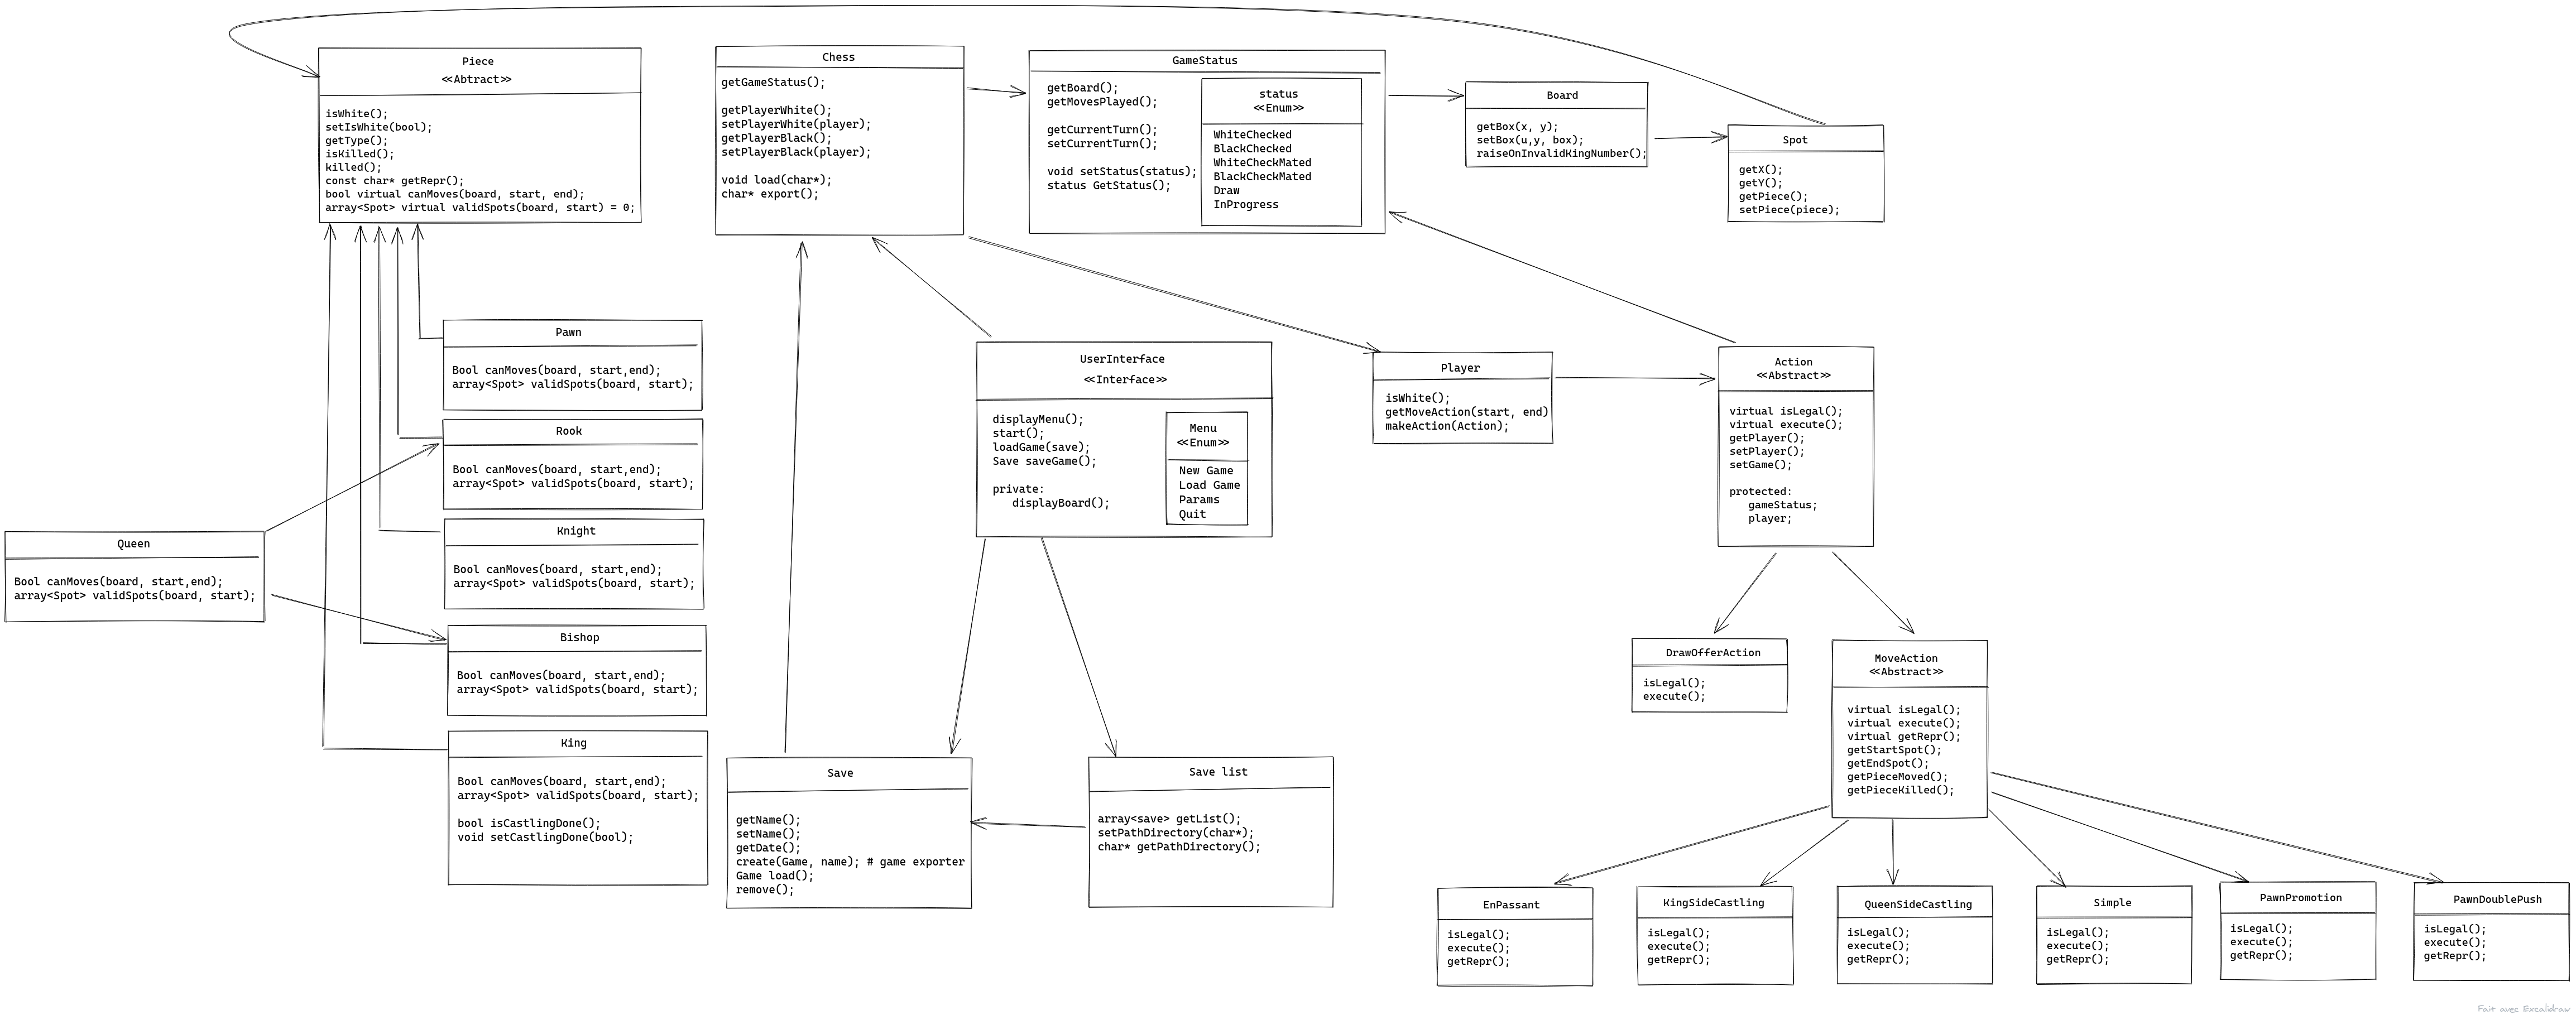 Piece
<<Abtract>>
isWhite();
setIsWhite(bool);
getType();
isKilled();
killed();
const char* getRepr();
bool virtual canMoves(board, start, end);
array<Spot> virtual validSpots(board, start) = 0;
Chess
getGameStatus();
getPlayerWhite();
setPlayerWhite(player);
getPlayerBlack();
setPlayerBlack(player);
void load(char*);
char* export();
GameStatus
getBoard();
getMovesPlayed();
getCurrentTurn();
setCurrentTurn();
void setStatus(status);
status GetStatus();
status
<<Enum>>
WhiteChecked
BlackChecked
WhiteCheckMated
BlackCheckMated
Draw
InProgress
Board
getBox(x, y);
setBox(u,y, box);
raiseOnInvalidKingNumber();
Spot
getX();
getY();
getPiece();
setPiece(piece);
Pawn
Bool canMoves(board, start,end);
array<Spot> validSpots(board, start);
Rook
Bool canMoves(board, start,end);
array<Spot> validSpots(board, start);
Knight
Bool canMoves(board, start,end);
array<Spot> validSpots(board, start);
Queen
Bool canMoves(board, start,end);
array<Spot> validSpots(board, start);
Bishop
Bool canMoves(board, start,end);
array<Spot> validSpots(board, start);
King
Bool canMoves(board, start,end);
array<Spot> validSpots(board, start);
bool isCastlingDone();
void setCastlingDone(bool);
UserInterface
<<Interface>>
displayMenu();
start();
loadGame(save);
Save saveGame();
private:
displayBoard();
Menu
<<Enum>>
New Game
Load Game
Params
Quit
Player
isWhite();
getMoveAction(start, end)
makeAction(Action);
Action
<<Abstract>>
virtual isLegal();
virtual execute();
getPlayer();
setPlayer();
setGame();
protected:
gameStatus;
player;
DrawOfferAction
isLegal();
execute();
MoveAction
<<Abstract>>
virtual isLegal();
virtual execute();
virtual getRepr();
getStartSpot();
getEndSpot();
getPieceMoved();
getPieceKilled();
Save
getName();
setName();
getDate();
create(Game, name); # game exporter
Game load();
remove();
Save list
array<save> getList();
setPathDirectory(char*);
char* getPathDirectory();
EnPassant
isLegal();
execute();
getRepr();
KingSideCastling
isLegal();
execute();
getRepr();
QueenSideCastling
isLegal();
execute();
getRepr();
Simple
isLegal();
execute();
getRepr();
PawnPromotion
isLegal();
execute();
getRepr();
PawnDoublePush
isLegal();
execute();
getRepr();
Fait avec Excalidraw